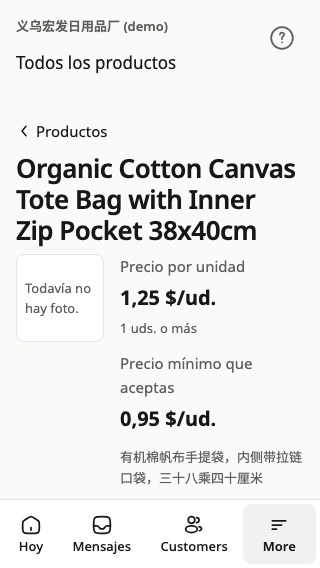 义乌宏发日用品厂 (demo)
Todos los productos
Productos
Organic Cotton Canvas
Tote Bag with Inner
Zip Pocket 38x40cm
Todavía no
hay foto.
Precio por unidad
1,25 $/ud.
1 uds. o más
Precio mínimo que
aceptas
0,95 $/ud.
有机棉帆布手提袋，内侧带拉链
口袋，三十八乘四十厘米
Hoy
Mensajes
Customers
More